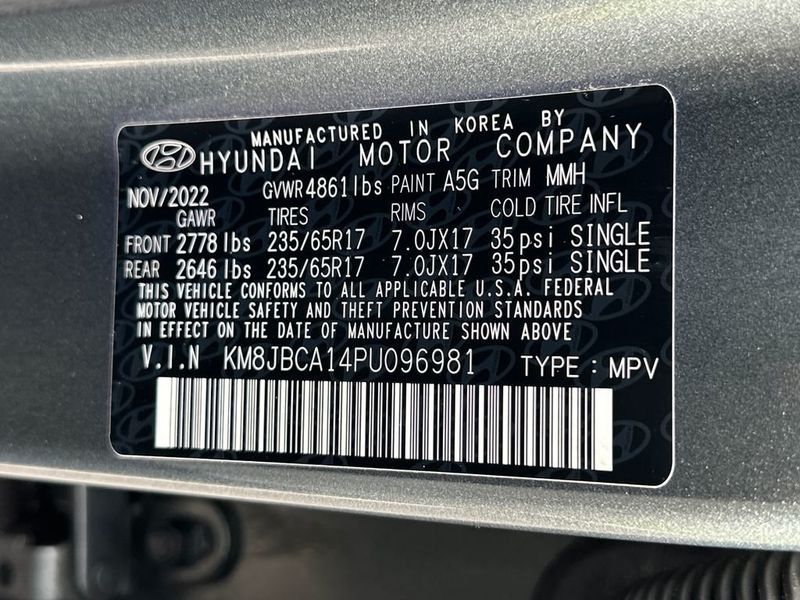 MANUFACTURED IN KOREA BY
HYUNDAI MOTOR COMPANY
NOV/2022 GVWR 4861 lbs PAINT A5G TRIM MMH
GAWR TIRES RIMS COLD TIRE INFL
FRONT 2778 lbs 235/65R17 7.0JX17 35psi SINGLE
REAR 2646 lbs 235/65R17 7.0JX17 35psi SINGLE
THIS VEHICLE CONFORMS TO ALL APPLICABLE U.S.A. FEDERAL
MOTOR VEHICLE SAFETY AND THEFT PREVENTION STANDARDS
IN EFFECT ON THE DATE OF MANUFACTURE SHOWN ABOVE
V.I.N KM8JBCA14PU096981 TYPE : MPV